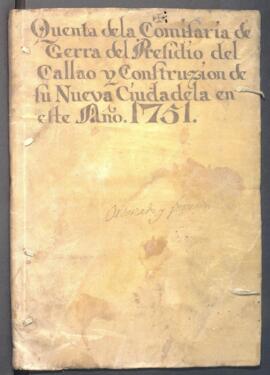 Quenta dela Comisaria de
Tierra del Presidio del
Callao y Construzion de
su Nueva Ciudadela en
este Año. 1751.